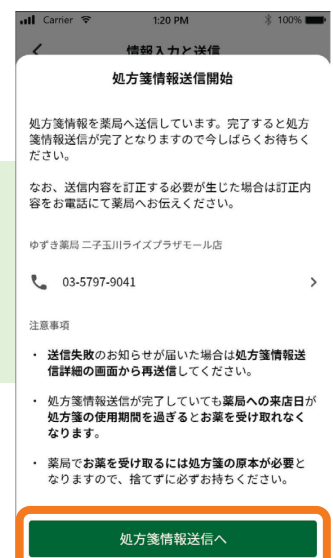 Carrier 1:20 PM 100%
情報入力と送信
処方箋情報送信開始
処方箋情報を薬局へ送信しています。完了すると処方
箋情報送信が完了となりますので今しばらくお待ちく
ださい。
なお、送信内容を訂正する必要が生じた場合は訂正内
容をお電話にて薬局へお伝えください。
ゆずき薬局 二子玉川ライズプラザモール店
03-5797-9041
注意事項
・ 送信失敗のお知らせが届いた場合は処方箋情報送
信詳細の画面から再送信してください。
・ 処方箋情報送信が完了していても薬局への来店日が
処方箋の使用期間を過ぎるとお薬を受け取れなく
なります。
・ 薬局でお薬を受け取るには処方箋の原本が必要と
なりますので、捨てずに必ずお持ちください。
処方箋情報送信へ